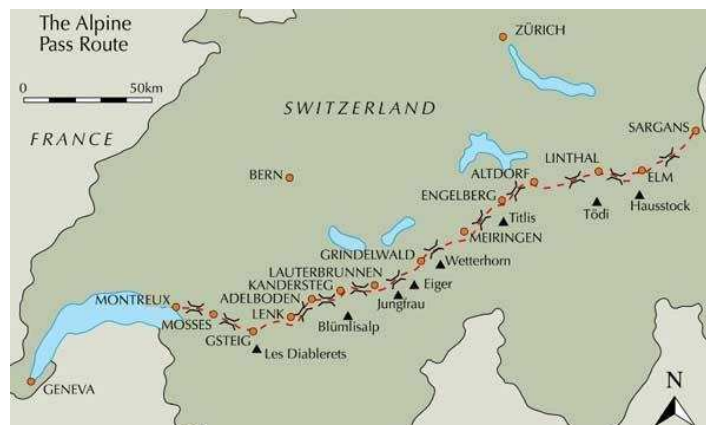 The Alpine
Pass Route
0 50km
ZÜRICH
SWITZERLAND
FRANCE
SARGANS
BERN
LINTHAL
ALTDORF
ELM
ENGELBERG
Hausstock
Tödi
Titlis
MEIRINGEN
GRINDELWALD
Wetterhorn
LAUTERBRUNNEN
KANDERSTEG
Eiger
ADELBODEN
Jungfrau
MONTREUX
LENK
MOSSES
Blümlisalp
GSTEIG
Les Diablerets
GENEVA
N